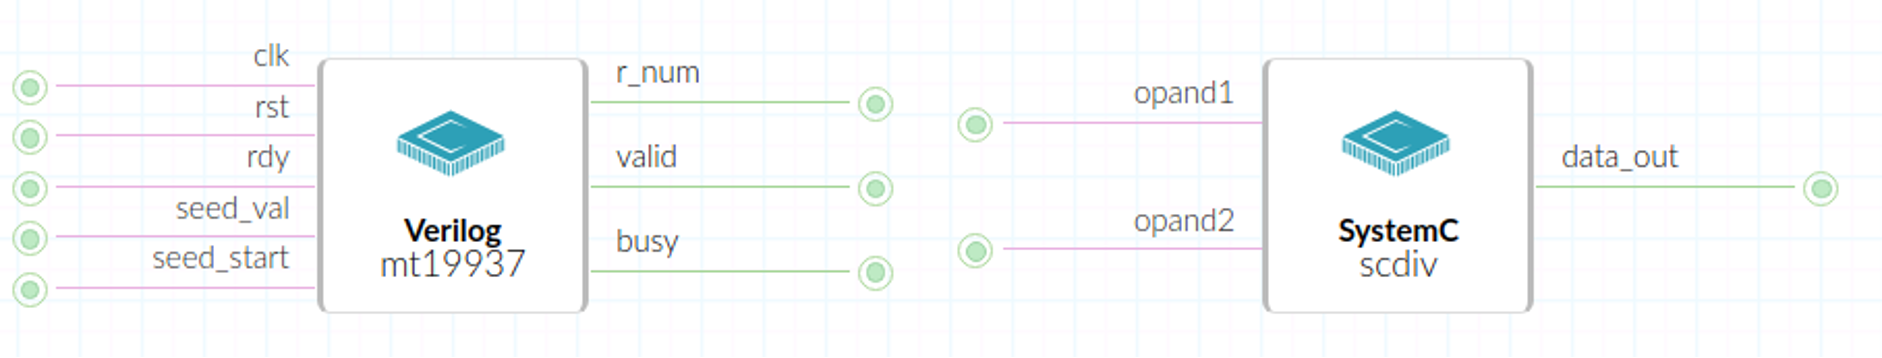 clk
rst
rdy
seed_val
seed_start
Verilog
mt19937
r_num
valid
busy
opand1
opand2
SystemC
scdiv
data_out